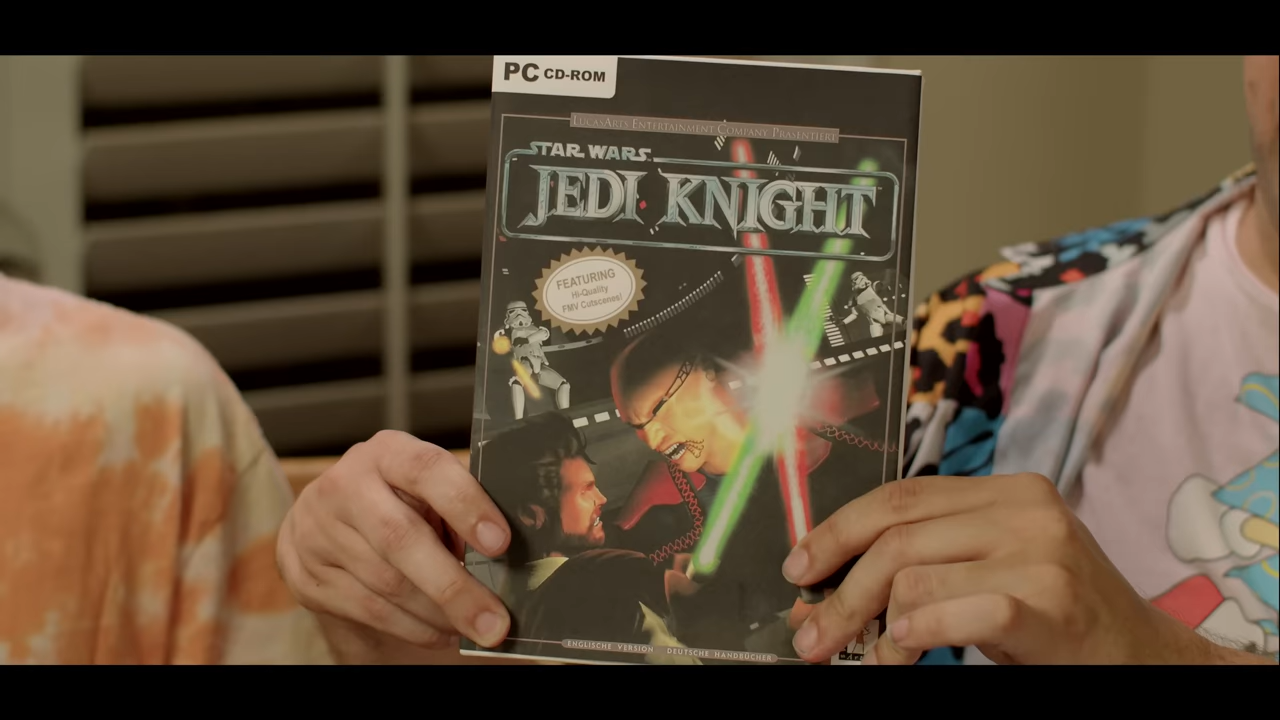 PC CD-ROM
LUCASARTS ENTERTAINMENT COMPANY PRÄSENTIERT
STAR WARS
JEDI KNIGHT
FEATURING
Hi-Quality
FMV Cutscenes!
ENGLISCHE VERSION DEUTSCHE HANDBÜCHER